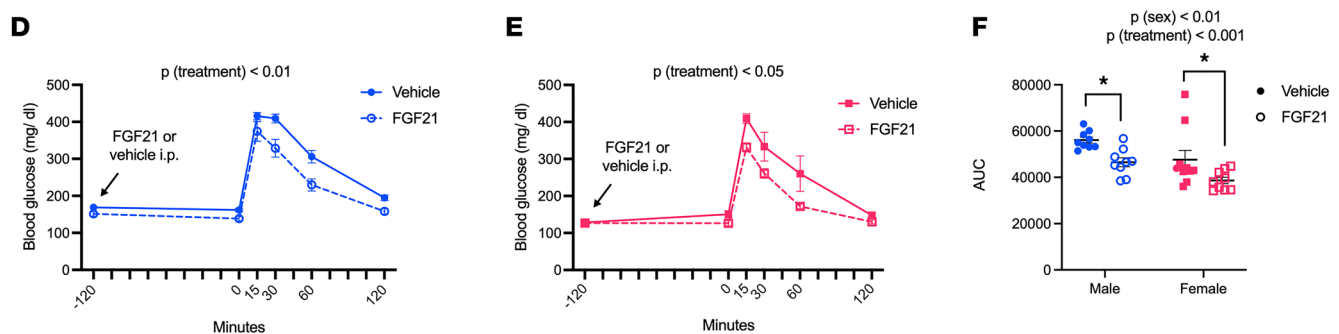 D
p (treatment) < 0.01
Blood glucose (mg/ dl)
500
400
300
200
100
0
FGF21 or
vehicle i.p.
Vehicle
FGF21
-120
0
15
30
60
120
Minutes
E
p (treatment) < 0.05
Blood glucose (mg/ dl)
500
400
300
200
100
0
FGF21 or
vehicle i.p.
Vehicle
FGF21
-120
0
15
30
60
120
Minutes
F
p (sex) < 0.01
p (treatment) < 0.001
AUC
80000
60000
40000
20000
0
*
*
Vehicle
FGF21
Male
Female